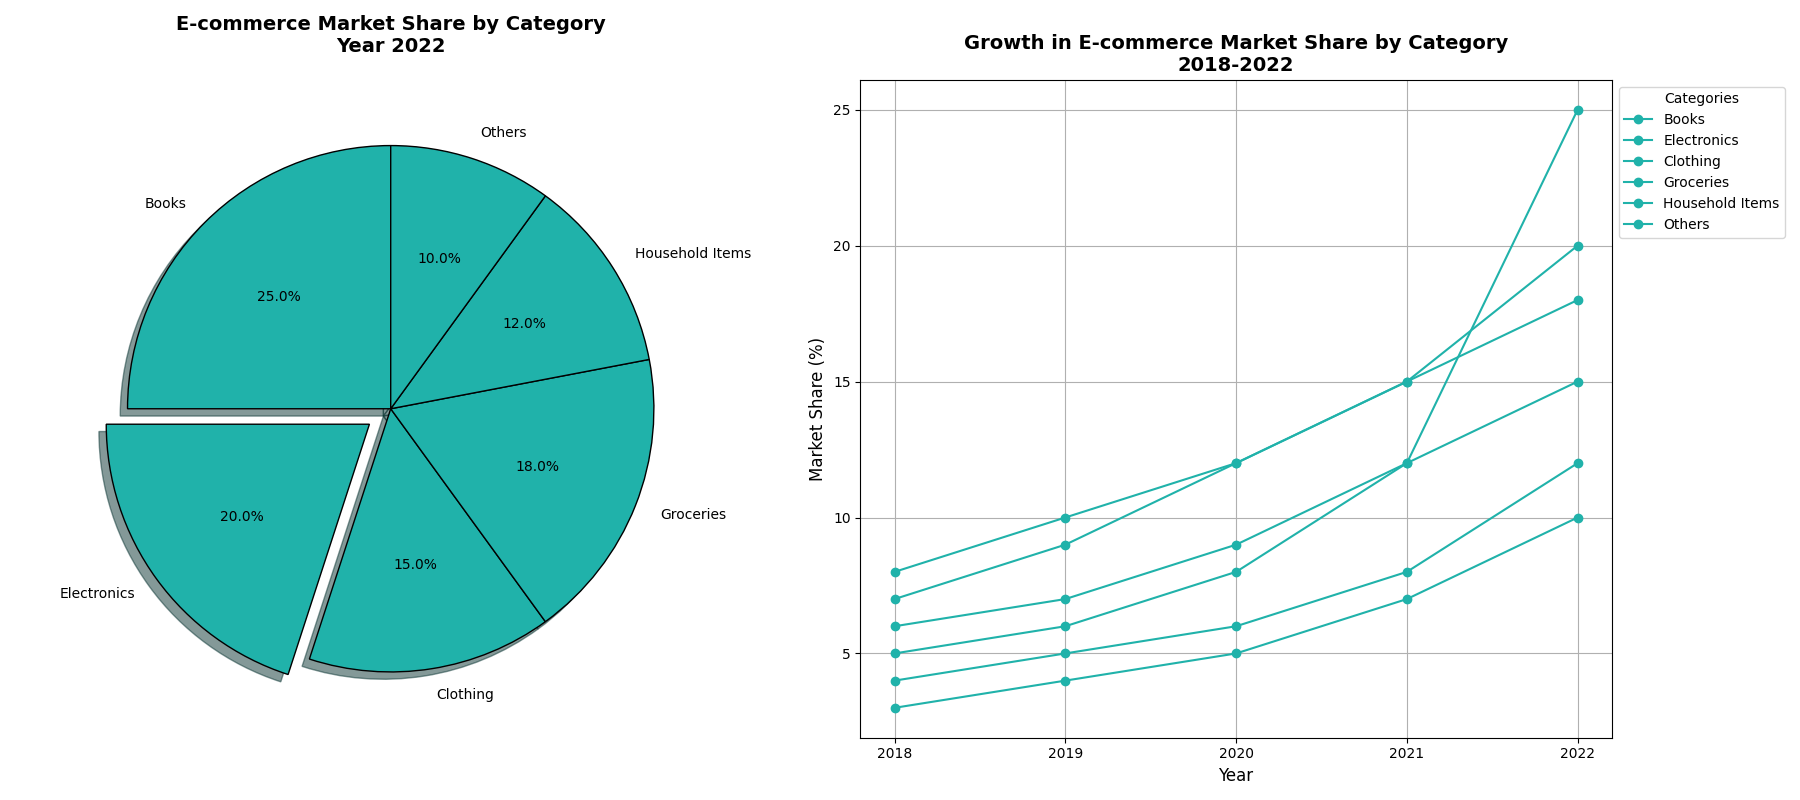 E-commerce Market Share by Category
Year 2022
Others
Books
Household Items
10.0%
25.0%
12.0%
18.0%
20.0%
Groceries
15.0%
Electronics
Clothing
Growth in E-commerce Market Share by Category
2018-2022
25
20
15
10
5
Market Share (%)
2018
2019
2020
2021
2022
Year
Categories
Books
Electronics
Clothing
Groceries
Household Items
Others